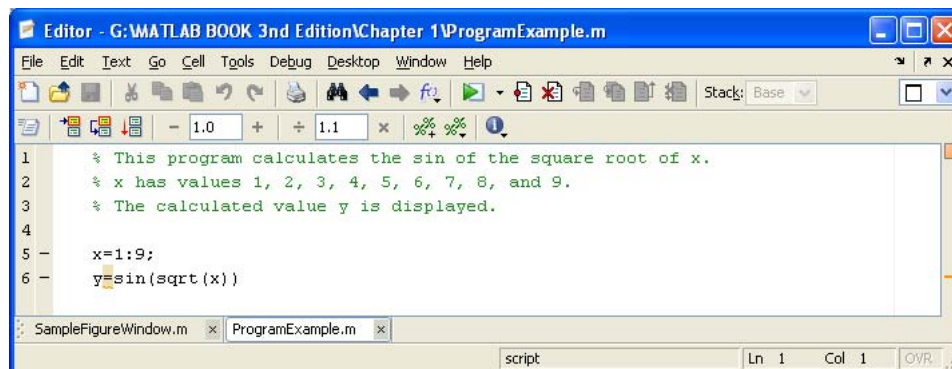 Editor - G:\MATLAB BOOK 3nd Edition\Chapter 1\ProgramExample.m
File Edit Text Go Cell Tools Debug Desktop Window Help
Stack: Base
- 1.0 + ÷ 1.1 ×
1 % This program calculates the sin of the square root of x.
2 % x has values 1, 2, 3, 4, 5, 6, 7, 8, and 9.
3 % The calculated value y is displayed.
4
5 - x=1:9;
6 - y=sin(sqrt(x))
SampleFigureWindow.m × ProgramExample.m ×
script Ln 1 Col 1 OVR